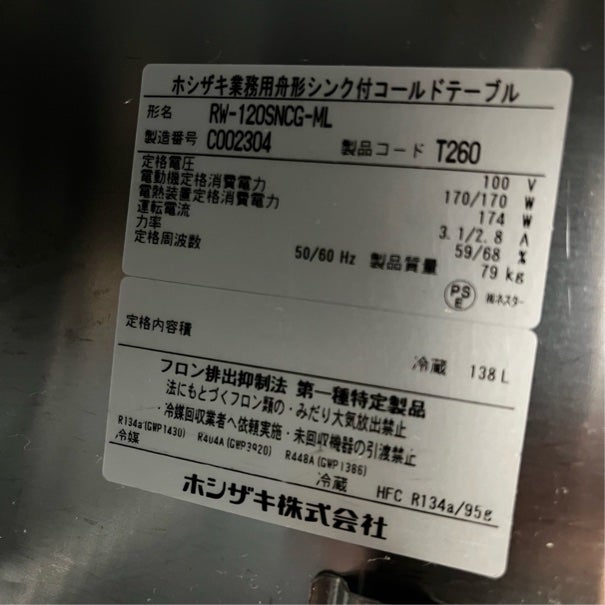 ホシザキ業務用舟形シンク付コールドテーブル
形名 RW-120SNCG-ML
製造番号 C002304 製品コード T260
定格電圧 100 V
電動機定格消費電力 170/170 W
電熱装置定格消費電力 174 W
運転電流 3.1/2.8 A
力率 59/68 %
定格周波数 50/60 Hz 製品質量 79 kg
PS
E
㈱ネスター
定格内容積 冷蔵 138 L
フロン排出抑制法 第一種特定製品
法にもとづくフロン類の・みだり大気放出禁止
・冷媒回収業者へ依頼実施・未回収機器の引渡禁止
R134a(GWP1430) R404A(GWP3920) R448A(GWP1386)
冷媒 冷蔵 HFC R134a/95g
ホシザキ株式会社